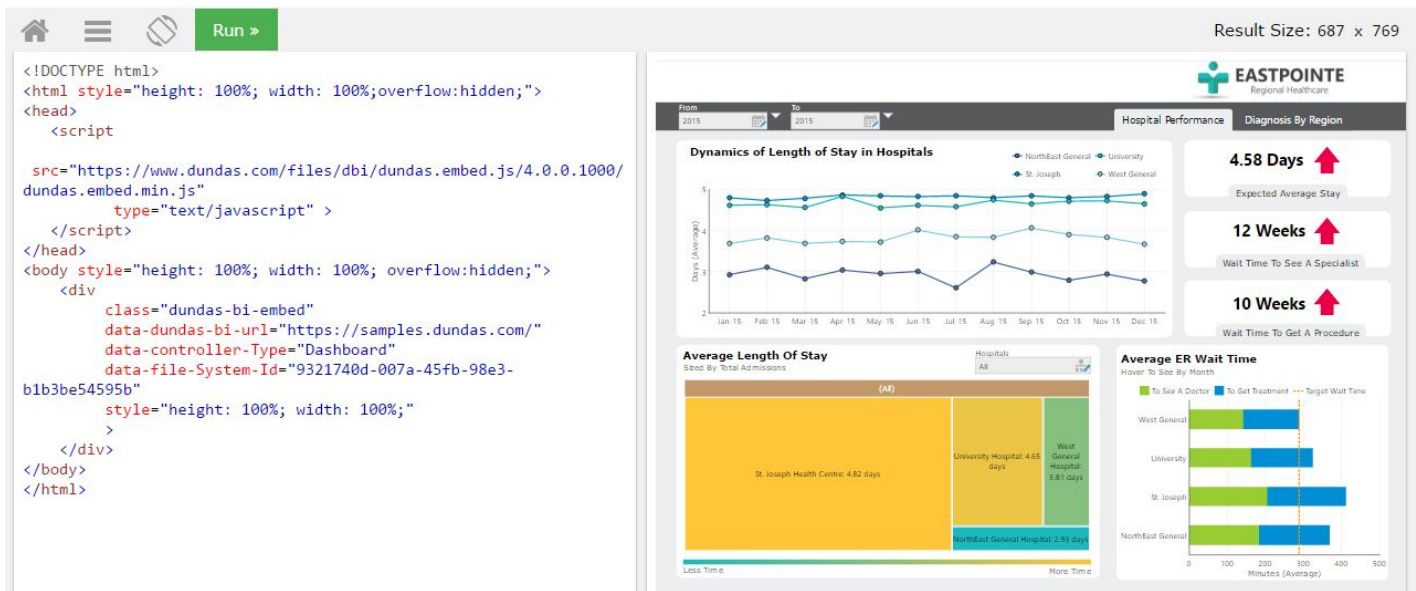 Run »
Result Size: 687 x 769
<!DOCTYPE html>
<html style="height: 100%; width: 100%;overflow:hidden;">
<head>
<script
src="https://www.dundas.com/files/dbi/dundas.embed.js/4.0.0.1000/
dundas.embed.min.js"
type="text/javascript" >
</script>
</head>
<body style="height: 100%; width: 100%; overflow:hidden;">
<div
class="dundas-bi-embed"
data-dundas-bi-url="https://samples.dundas.com/"
data-controller-Type="Dashboard"
data-file-System-Id="9321740d-007a-45fb-98e3-
b1b3be54595b"
style="height: 100%; width: 100%;"
>
</div>
</body>
</html>
EASTPOINTE
Regional Healthcare
From
To
2015
2015
Hospital Performance
Diagnosis By Region
Dynamics of Length of Stay in Hospitals
NorthEast General
University
St. Joseph
West General
Days (Average)
5
4
3
2
Jan 15 Feb 15 Mar 15 Apr 15 May 15 Jun 15 Jul 15 Aug 15 Sep 15 Oct 15 Nov 15 Dec 15
4.58 Days
Expected Average Stay
12 Weeks
Wait Time To See A Specialist
10 Weeks
Wait Time To Get A Procedure
Average Length Of Stay
Sized By Total Admissions
Hospitals
All
(All)
St. Joseph Health Centre: 4.82 days
University Hospital: 4.65
days
West
General
Hospital:
3.81 days
NorthEast General Hospital: 2.93 days
Less Time
More Time
Average ER Wait Time
Hover To See By Month
To See A Doctor
To Get Treatment
Target Wait Time
West General
University
St. Joseph
NorthEast General
0 100 200 300 400 500
Minutes (Average)